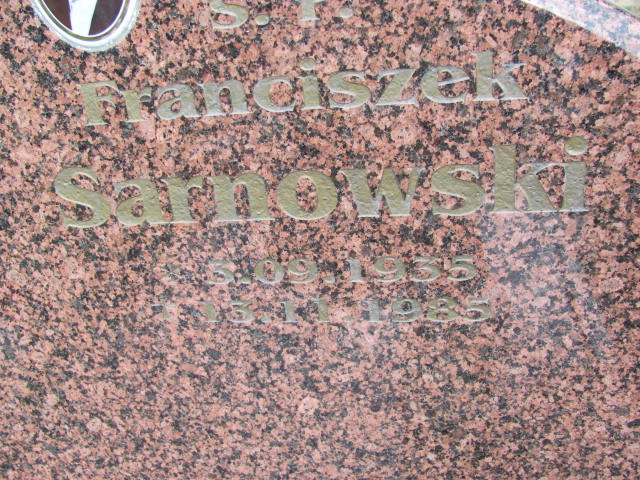 Ś. P.
Franciszek
Sarnowski
* 3.09.1935
† 13.11.1985